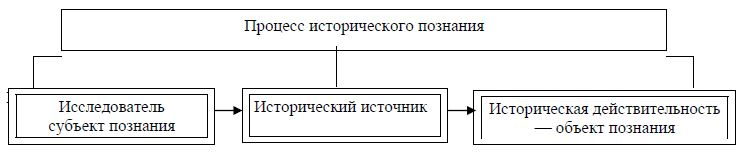 Процесс исторического познания
Исследователь
субъект познания
Исторический источник
Историческая действительность
— объект познания